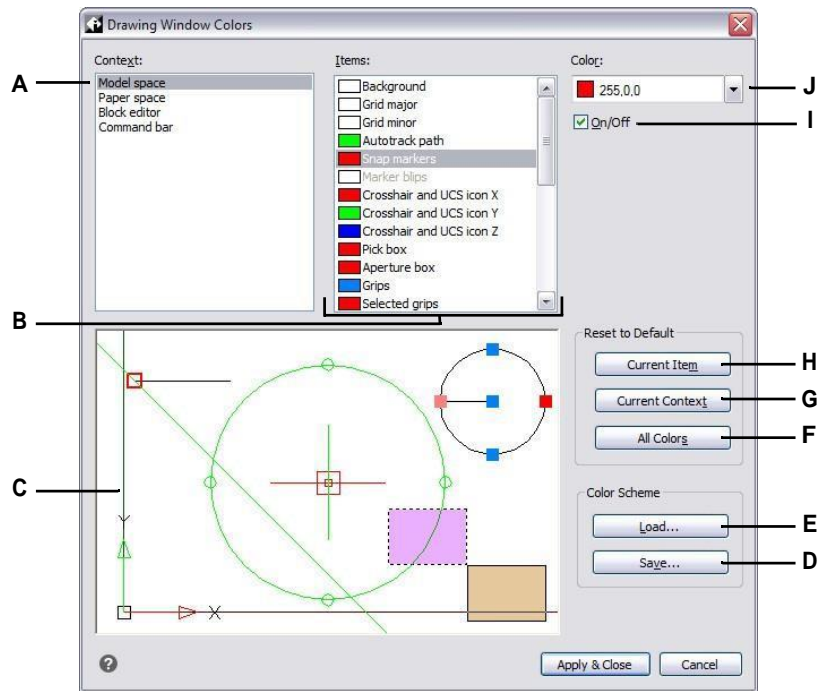 Drawing Window Colors
Context:
Items:
Color:
A
Model space
Paper space
Block editor
Command bar
Background
Grid major
Grid minor
Autotrack path
Snap markers
Marker blips
Crosshair and UCS icon X
Crosshair and UCS icon Y
Crosshair and UCS icon Z
Pick box
Aperture box
Grips
Selected grips
255,0,0
J
On/Off
I
B
Reset to Default
Current Item
H
Current Context
G
All Colors
F
C
Y
X
Color Scheme
Load...
E
Save...
D
?
Apply & Close
Cancel